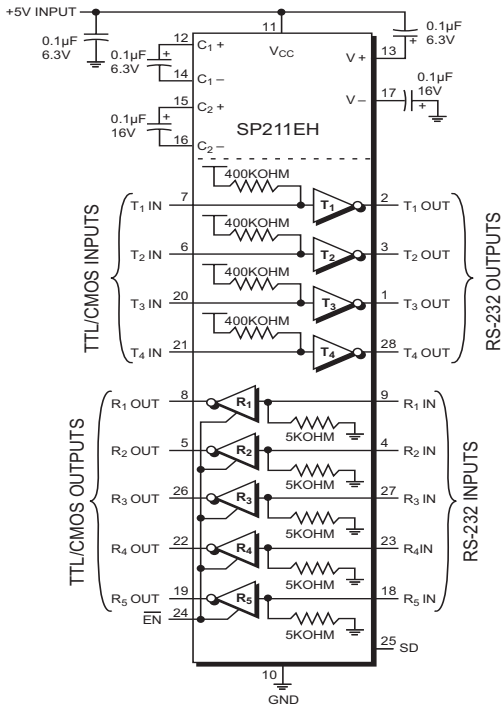 +5V INPUT
0.1µF
6.3V
0.1µF
6.3V
0.1µF
16V
12
C1 +
14
C1 –
15
C2 +
16
C2 –
11
VCC
V +
13
0.1µF
6.3V
V –
17
0.1µF
16V
SP211EH
TTL/CMOS INPUTS
RS-232 OUTPUTS
400KOHM
T1 IN 7 T1 2 T1 OUT
400KOHM
T2 IN 6 T2 3 T2 OUT
400KOHM
T3 IN 20 T3 1 T3 OUT
400KOHM
T4 IN 21 T4 28 T4 OUT
TTL/CMOS OUTPUTS
RS-232 INPUTS
R1 OUT 8 R1 9 R1 IN
5KOHM
R2 OUT 5 R2 4 R2 IN
5KOHM
R3 OUT 26 R3 27 R3 IN
5KOHM
R4 OUT 22 R4 23 R4IN
5KOHM
R5 OUT 19 R5 18 R5 IN
5KOHM
EN 24
25 SD
10
GND